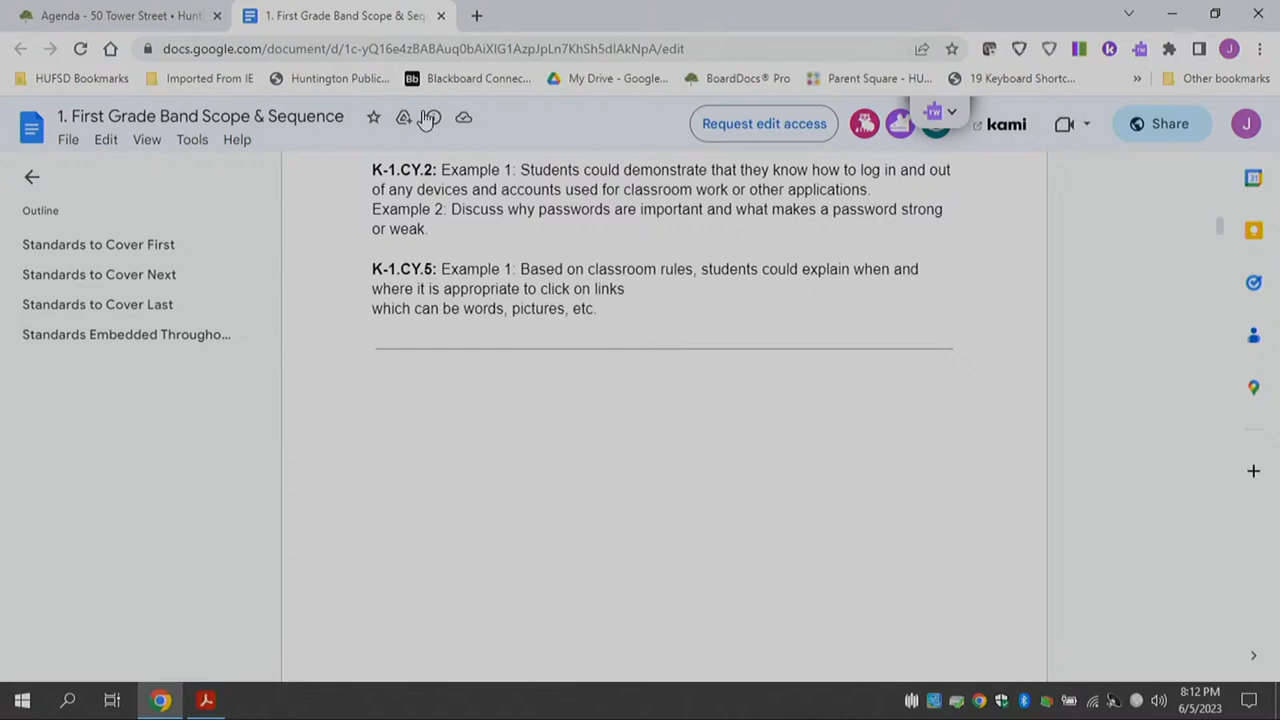 Agenda - 50 Tower Street • Hunt
1. First Grade Band Scope & Seq
docs.google.com/document/d/1c-yQ16e4zBABAuq0bAiXlG1AzpJpLn7KhSh5dIAkNpA/edit
HUFSD Bookmarks
Imported From IE
Huntington Public...
Bb Blackboard Connec...
My Drive - Google...
BoardDocs® Pro
Parent Square - HU...
19 Keyboard Shortc...
»
Other bookmarks
1. First Grade Band Scope & Sequence
Request edit access
rw
kami
Share
J
File Edit View Tools Help
K-1.CY.2: Example 1: Students could demonstrate that they know how to log in and out
of any devices and accounts used for classroom work or other applications.
Example 2: Discuss why passwords are important and what makes a password strong
or weak.
K-1.CY.5: Example 1: Based on classroom rules, students could explain when and
where it is appropriate to click on links
which can be words, pictures, etc.
Outline
Standards to Cover First
Standards to Cover Next
Standards to Cover Last
Standards Embedded Througho...
31
8:12 PM
6/5/2023